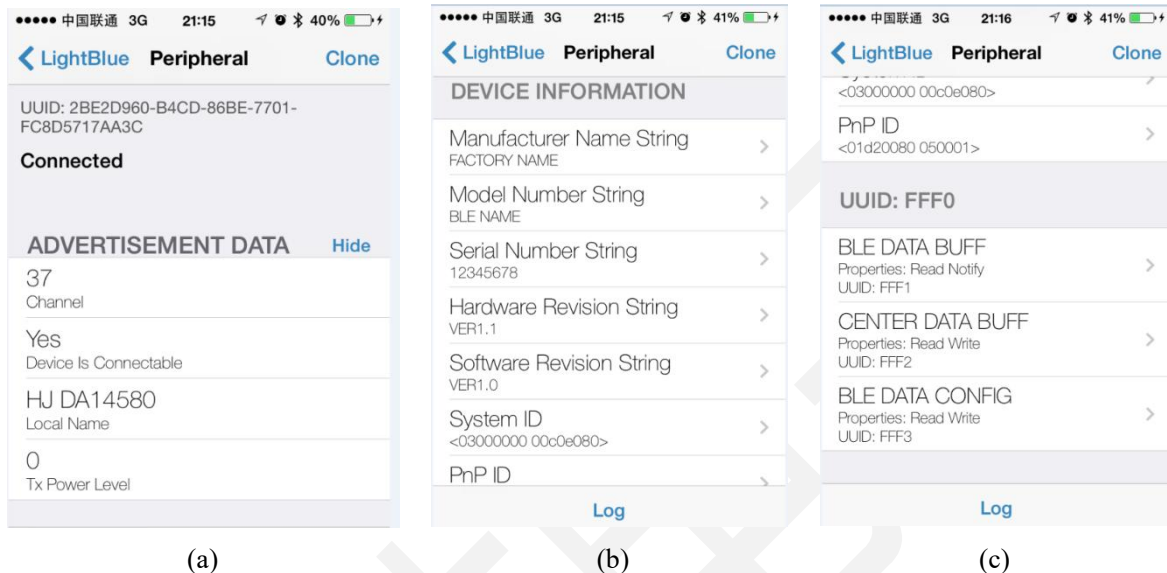 中国联通 3G 21:15 40%
LightBlue Peripheral Clone
UUID: 2BE2D960-B4CD-86BE-7701-
FC8D5717AA3C
Connected
ADVERTISEMENT DATA Hide
37
Channel
Yes
Device Is Connectable
HJ DA14580
Local Name
0
Tx Power Level
(a)
中国联通 3G 21:15 41%
LightBlue Peripheral Clone
DEVICE INFORMATION
Manufacturer Name String
FACTORY NAME
Model Number String
BLE NAME
Serial Number String
12345678
Hardware Revision String
VER1.1
Software Revision String
VER1.0
System ID
<03000000 00c0e080>
PnP ID
Log
(b)
中国联通 3G 21:16 41%
LightBlue Peripheral Clone
<03000000 00c0e080>
PnP ID
<01d20080 050001>
UUID: FFF0
BLE DATA BUFF
Properties: Read Notify
UUID: FFF1
CENTER DATA BUFF
Properties: Read Write
UUID: FFF2
BLE DATA CONFIG
Properties: Read Write
UUID: FFF3
Log
(c)